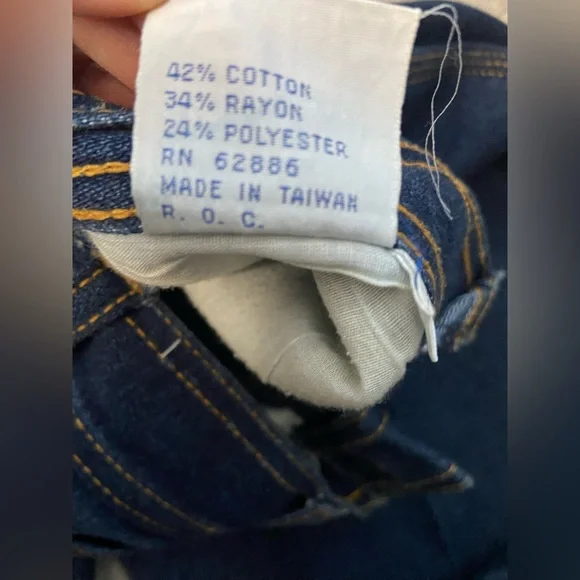 42% COTTON
34% RAYON
24% POLYESTER
RN 62886
MADE IN TAIWAN
R. O. C.